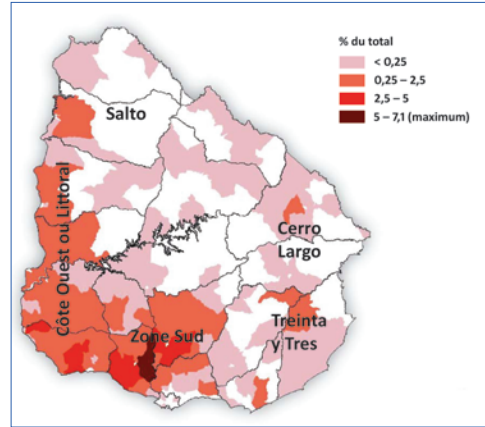 % du total
< 0,25
0,25 – 2,5
2,5 – 5
5 – 7,1 (maximum)
Salto
Côte Ouest ou Littoral
Cerro
Largo
Zone Sud
Treinta
y Tres